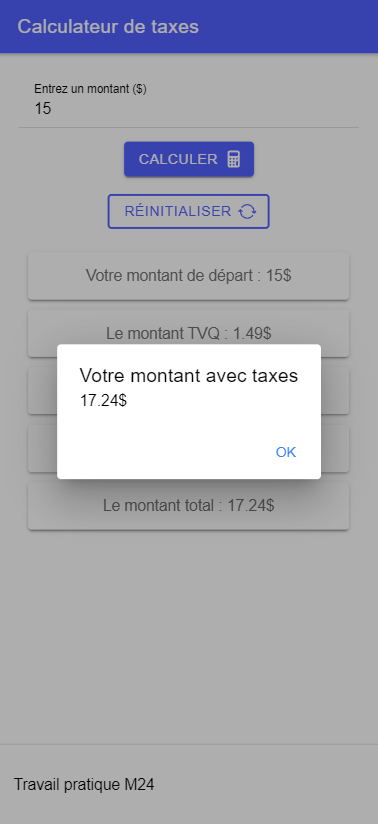 Calculateur de taxes
Entrez un montant ($)
15
CALCULER
RÉINITIALISER
Votre montant de départ : 15$
Le montant TVQ : 1.49$
Votre montant avec taxes
17.24$
OK
Le montant total : 17.24$
Travail pratique M24